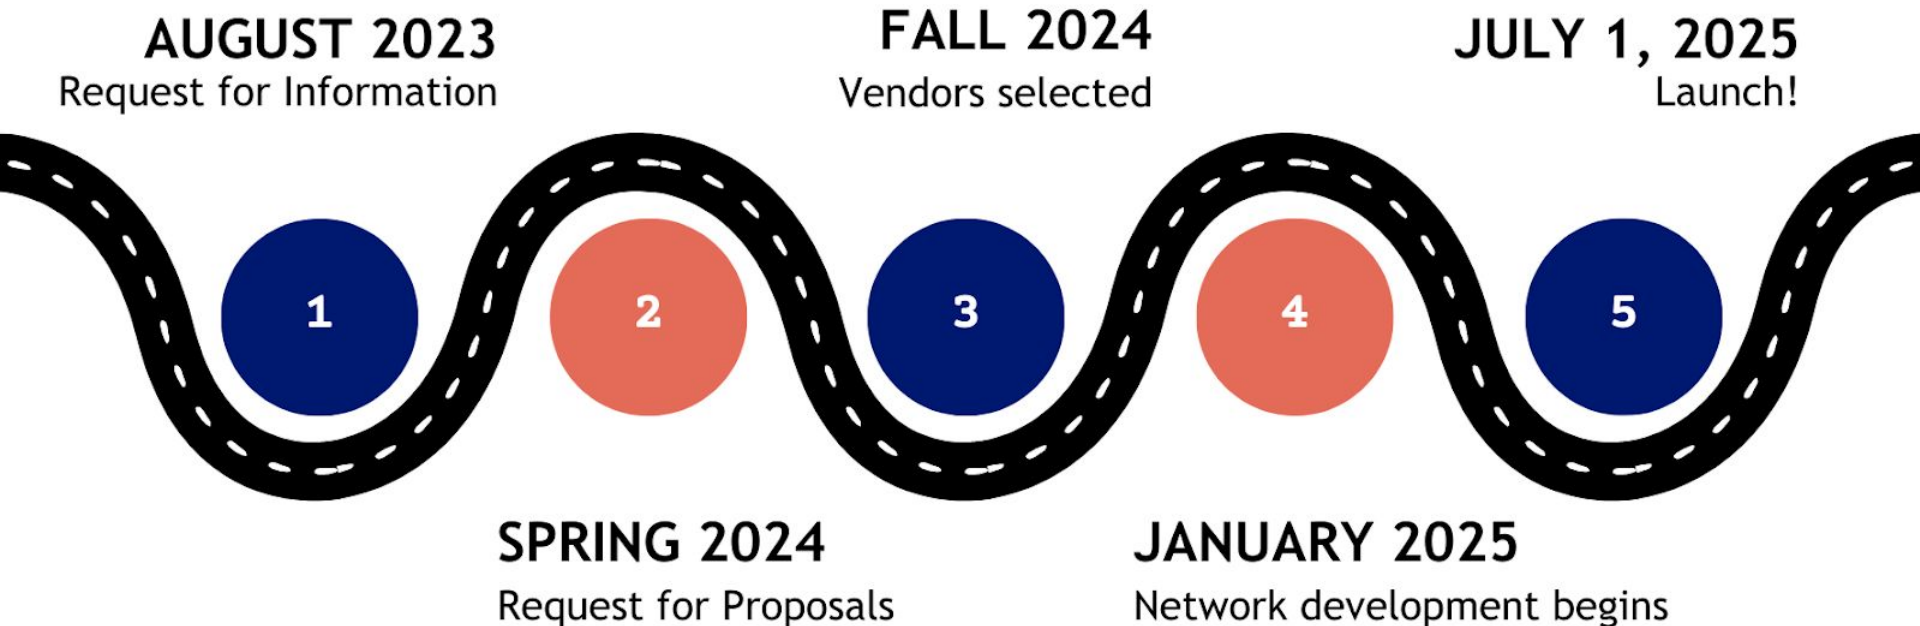 AUGUST 2023
Request for Information
FALL 2024
Vendors selected
JULY 1, 2025
Launch!
1
2
3
4
5
SPRING 2024
Request for Proposals
JANUARY 2025
Network development begins